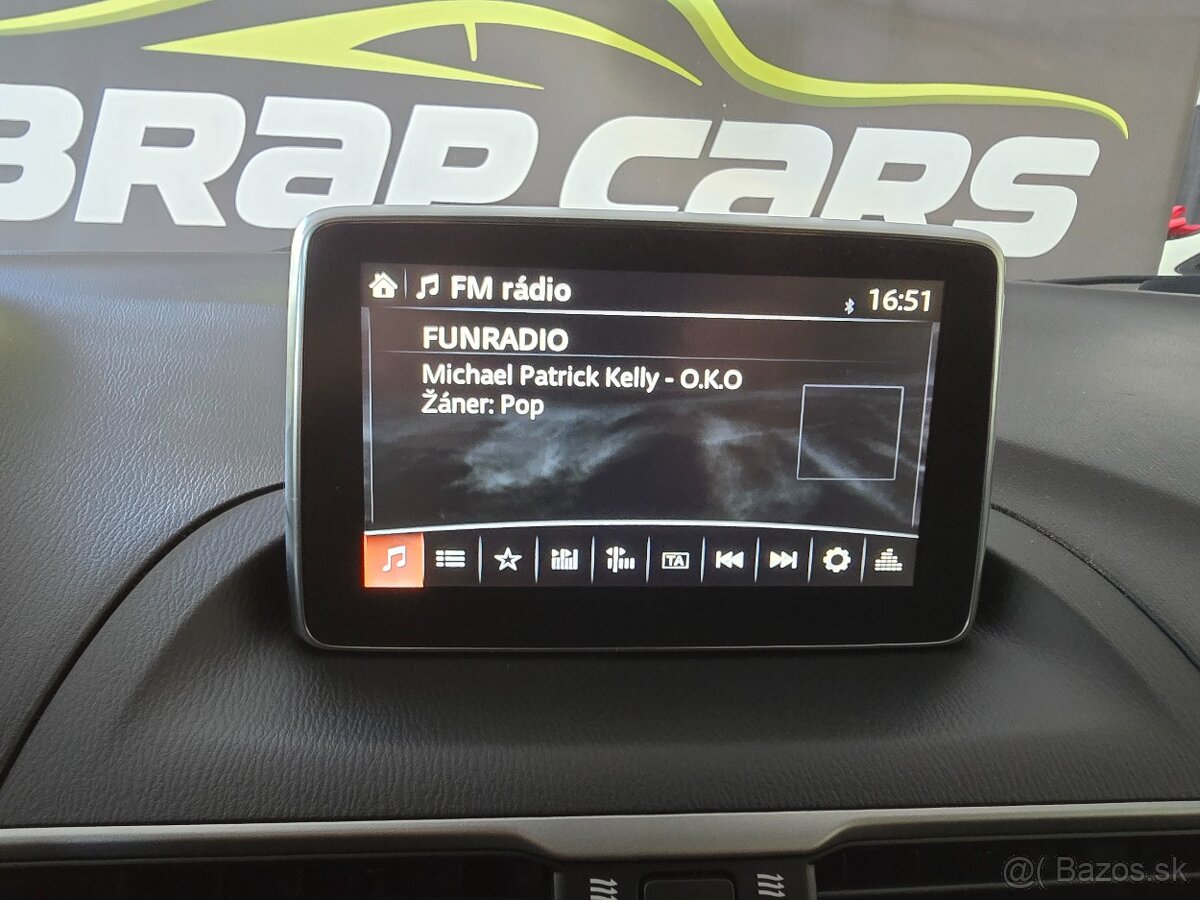 BRAP CARS
FM rádio
16:51
FUNRADIO
Michael Patrick Kelly - O.K.O
Žáner: Pop
TA
@( Bazos.sk